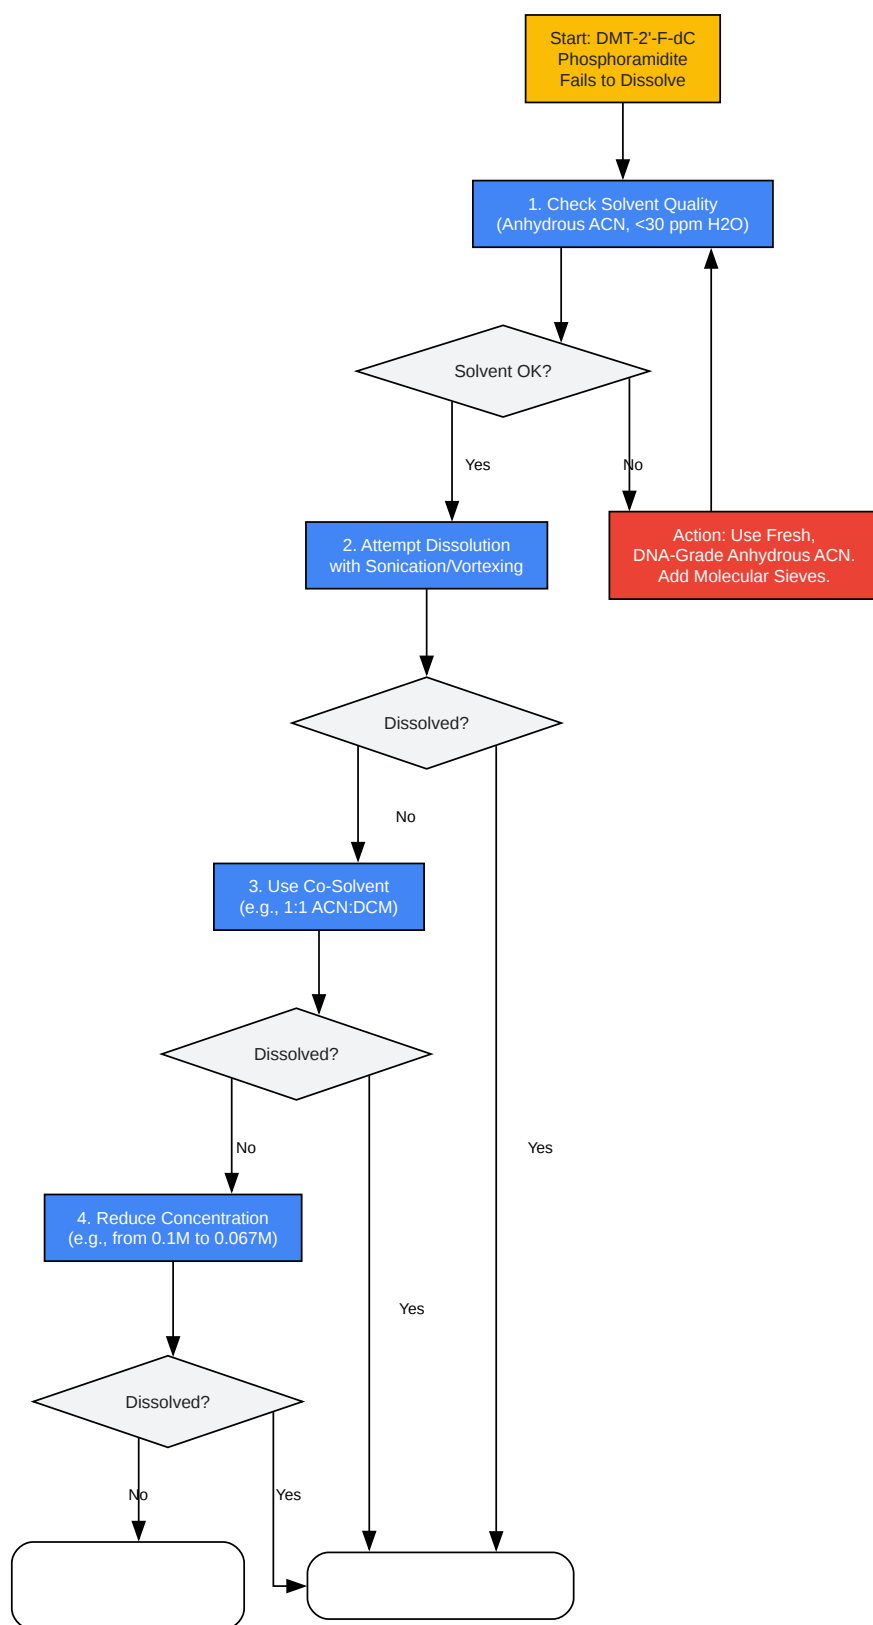 Start: DMT-2'-F-dC
Phosphoramidite
Fails to Dissolve
1. Check Solvent Quality
(Anhydrous ACN, <30 ppm H2O)
Solvent OK?
Yes
No
2. Attempt Dissolution
with Sonication/Vortexing
Action: Use Fresh,
DNA-Grade Anhydrous ACN.
Add Molecular Sieves.
Dissolved?
No
3. Use Co-Solvent
(e.g., 1:1 ACN:DCM)
Dissolved?
No
Yes
4. Reduce Concentration
(e.g., from 0.1M to 0.067M)
Yes
Dissolved?
No
Yes